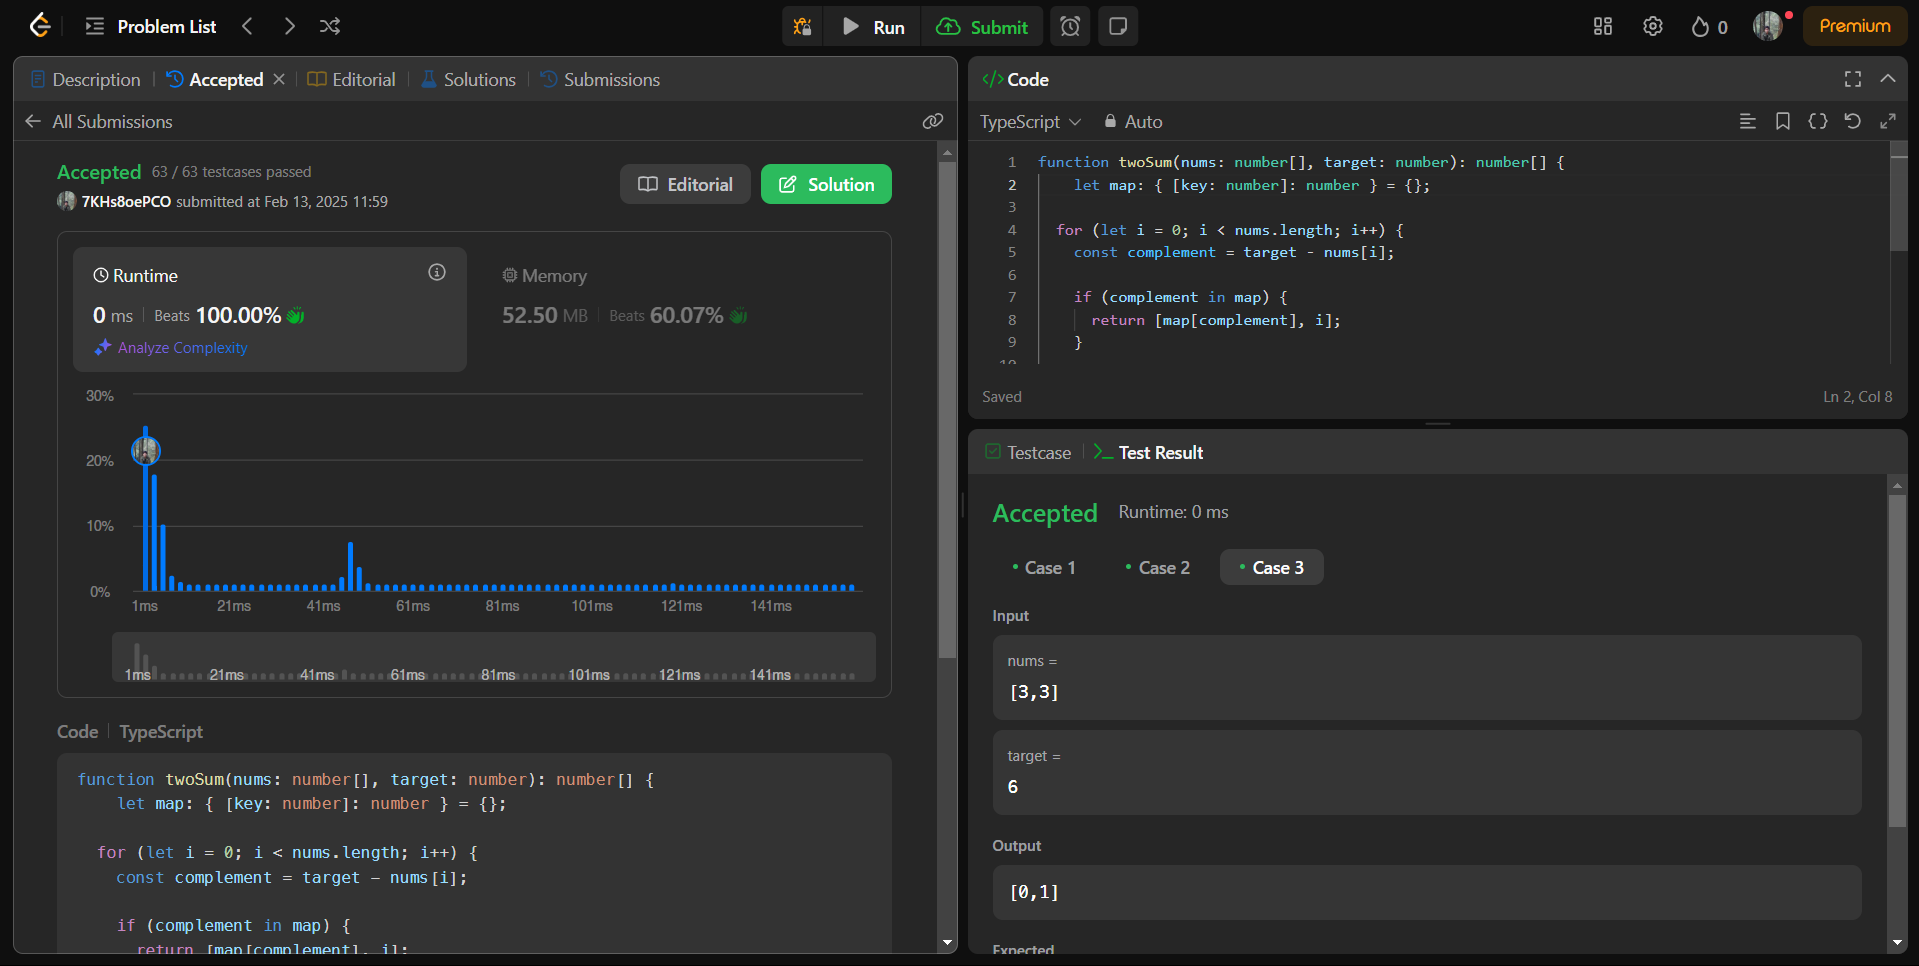 Problem List
Run
Submit
0
Premium
Description
Accepted
Editorial
Solutions
Submissions
All Submissions
Accepted 63 / 63 testcases passed
7KHs8oePCO submitted at Feb 13, 2025 11:59
Editorial
Solution
Runtime
0 ms Beats 100.00%
Analyze Complexity
Memory
52.50 MB Beats 60.07%
30%
20%
10%
0%
1ms 21ms 41ms 61ms 81ms 101ms 121ms 141ms
1ms 21ms 41ms 61ms 81ms 101ms 121ms 141ms
Code TypeScript
function twoSum(nums: number[], target: number): number[] {
let map: { [key: number]: number } = {};
for (let i = 0; i < nums.length; i++) {
const complement = target - nums[i];
if (complement in map) {
return [map[complement], i];
</> Code
TypeScript Auto
1 function twoSum(nums: number[], target: number): number[] {
2 let map: { [key: number]: number } = {};
3
4 for (let i = 0; i < nums.length; i++) {
5 const complement = target - nums[i];
6
7 if (complement in map) {
8 return [map[complement], i];
9 }
10
Saved
Ln 2, Col 8
Testcase
Test Result
Accepted Runtime: 0 ms
Case 1
Case 2
Case 3
Input
nums =
[3,3]
target =
6
Output
[0,1]
Expected